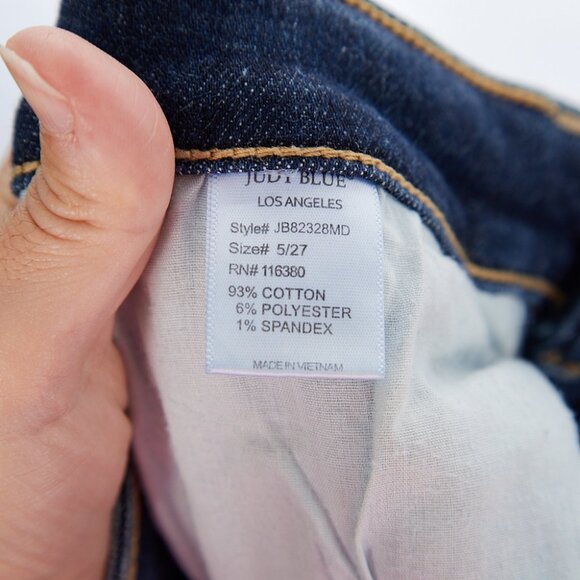 JUDY BLUE
LOS ANGELES
Style# JB82328MD
Size# 5/27
RN# 116380
93% COTTON
6% POLYESTER
1% SPANDEX
MADE IN VIETNAM